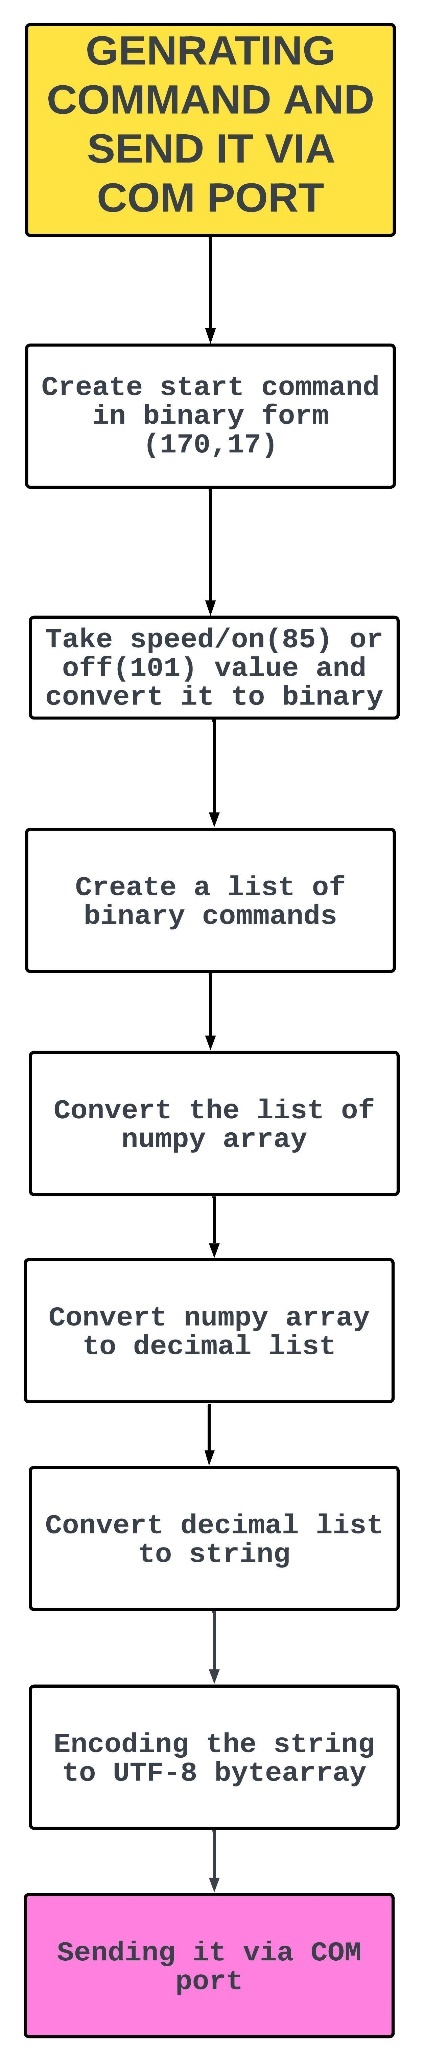 GENRATING
COMMAND AND
SEND IT VIA
COM PORT
Create start command
in binary form
(170,17)
Take speed/on(85) or
off(101) value and
convert it to binary
Create a list of
binary commands
Convert the list of
numpy array
Convert numpy array
to decimal list
Convert decimal list
to string
Encoding the string
to UTF-8 bytearray
Sending it via COM
port